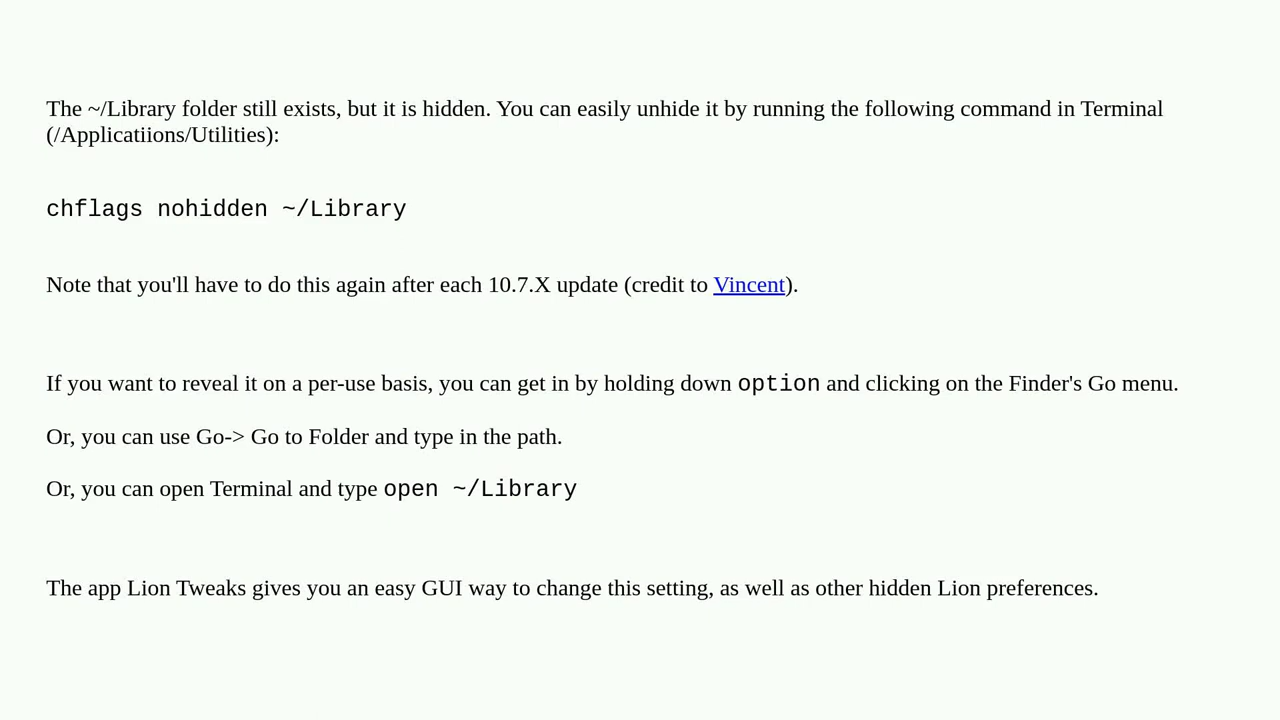 The ~/Library folder still exists, but it is hidden. You can easily unhide it by running the following command in Terminal
(/Applicatiions/Utilities):
chflags nohidden ~/Library
Note that you'll have to do this again after each 10.7.X update (credit to Vincent).
If you want to reveal it on a per-use basis, you can get in by holding down option and clicking on the Finder's Go menu.
Or, you can use Go-> Go to Folder and type in the path.
Or, you can open Terminal and type open ~/Library
The app Lion Tweaks gives you an easy GUI way to change this setting, as well as other hidden Lion preferences.